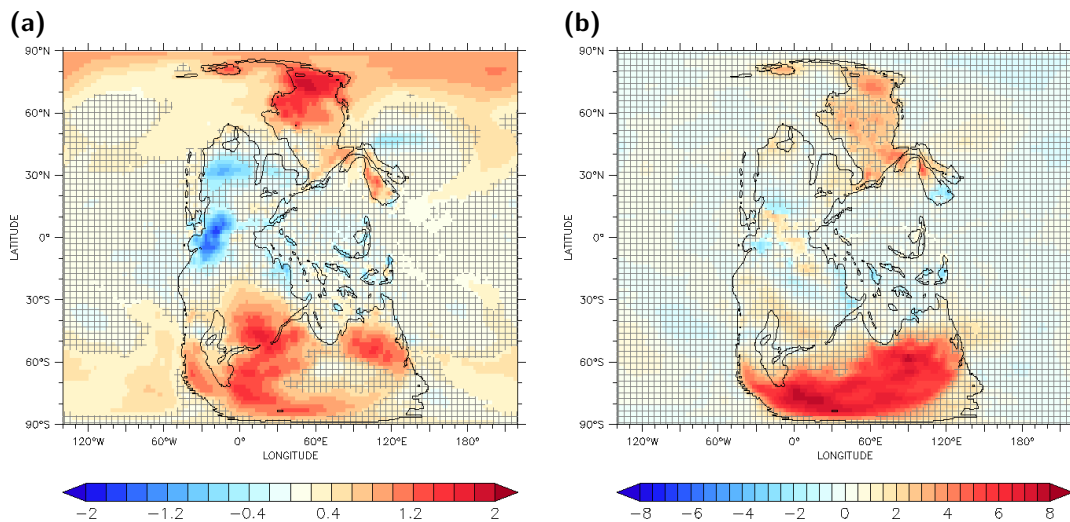 (a)
(b)
90°N
60°N
30°N
0°
30°S
60°S
90°S
LATITUDE
120°W
60°W
0°
60°E
120°E
180°
LONGITUDE
90°N
60°N
30°N
0°
30°S
60°S
90°S
LATITUDE
120°W
60°W
0°
60°E
120°E
180°
LONGITUDE
−2 −1.2 −0.4 0.4 1.2 2
−8 −6 −4 −2 0 2 4 6 8